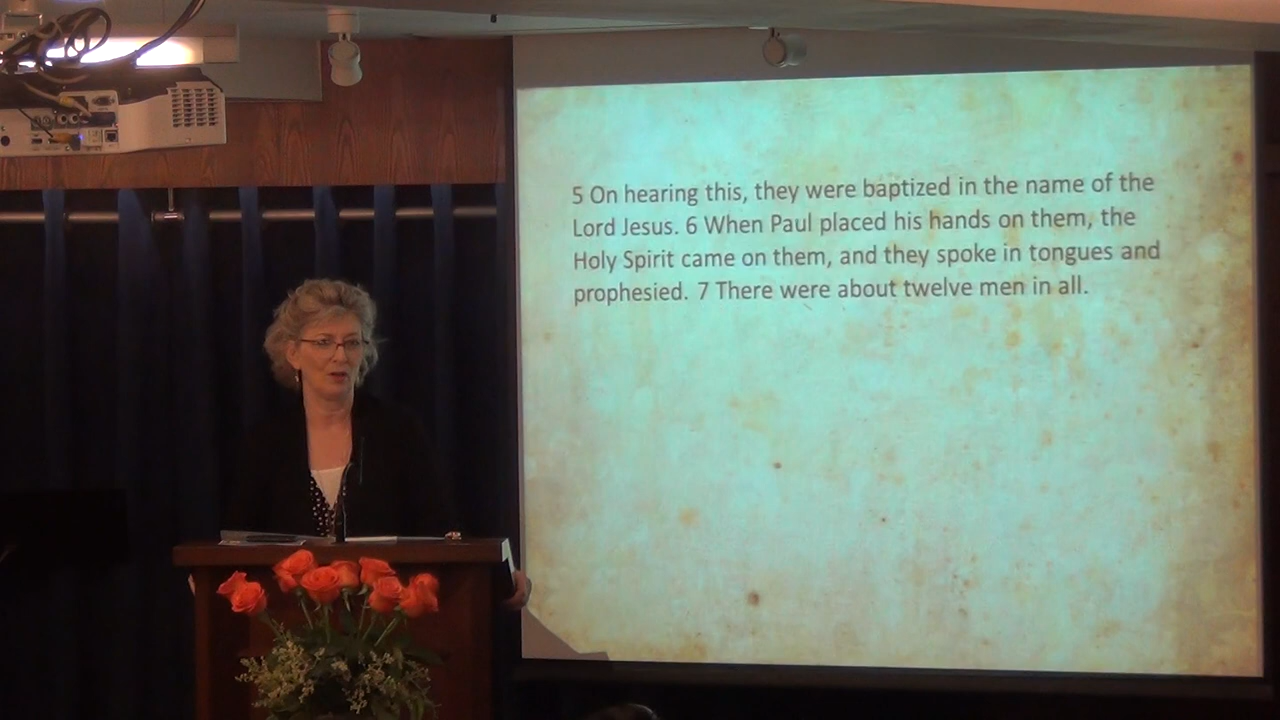 5 On hearing this, they were baptized in the name of the
Lord Jesus. 6 When Paul placed his hands on them, the
Holy Spirit came on them, and they spoke in tongues and
prophesied. 7 There were about twelve men in all.